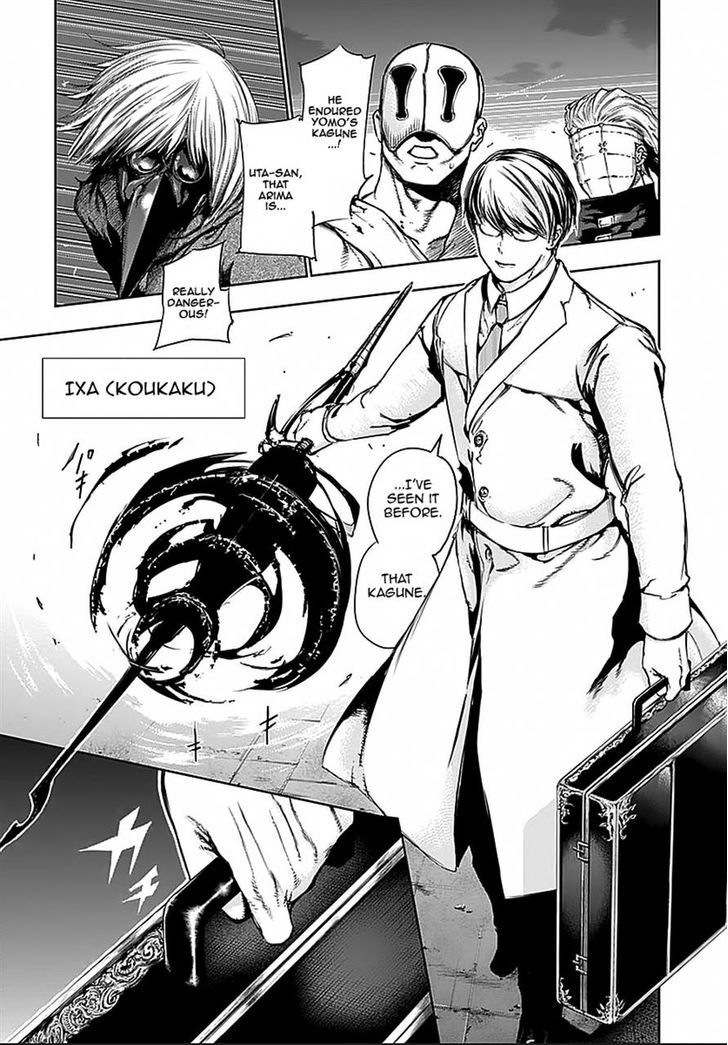 HE
ENDURED
YOMO'S
KAGUNE
...!
UTA-SAN,
THAT
ARIMA
IS...
REALLY
DANGER-
OUS!
IXA (KOUKAKU)
...I'VE
SEEN IT
BEFORE.
THAT
KAGUNE.